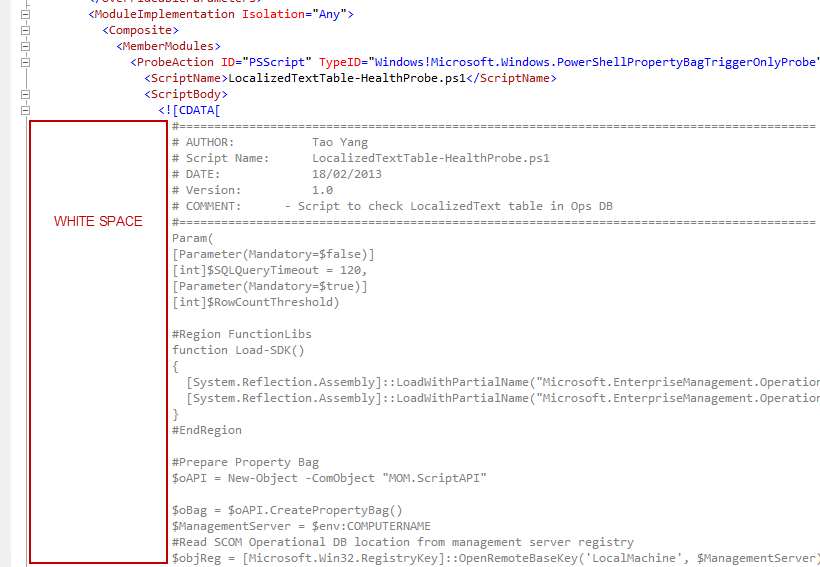 </OverrideableParameters>
<ModuleImplementation Isolation="Any">
<Composite>
<MemberModules>
<ProbeAction ID="PSScript" TypeID="Windows!Microsoft.Windows.PowerShellPropertyBagTriggerOnlyProbe"
<ScriptName>LocalizedTextTable-HealthProbe.ps1</ScriptName>
<ScriptBody>
<![CDATA[
#============================================================================================
# AUTHOR: Tao Yang
# Script Name: LocalizedTextTable-HealthProbe.ps1
# DATE: 18/02/2013
# Version: 1.0
# COMMENT: - Script to check LocalizedText table in Ops DB
#============================================================================================
WHITE SPACE
Param(
[Parameter(Mandatory=$false)]
[int]$SQLQueryTimeout = 120,
[Parameter(Mandatory=$true)]
[int]$RowCountThreshold)
#Region FunctionLibs
function Load-SDK()
{
[System.Reflection.Assembly]::LoadWithPartialName("Microsoft.EnterpriseManagement.Operation
[System.Reflection.Assembly]::LoadWithPartialName("Microsoft.EnterpriseManagement.Operation
}
#EndRegion
#Prepare Property Bag
$oAPI = New-Object -ComObject "MOM.ScriptAPI"
$oBag = $oAPI.CreatePropertyBag()
$ManagementServer = $env:COMPUTERNAME
#Read SCOM Operational DB location from management server registry
$objReg = [Microsoft.Win32.RegistryKey]::OpenRemoteBaseKey('LocalMachine', $ManagementServer)